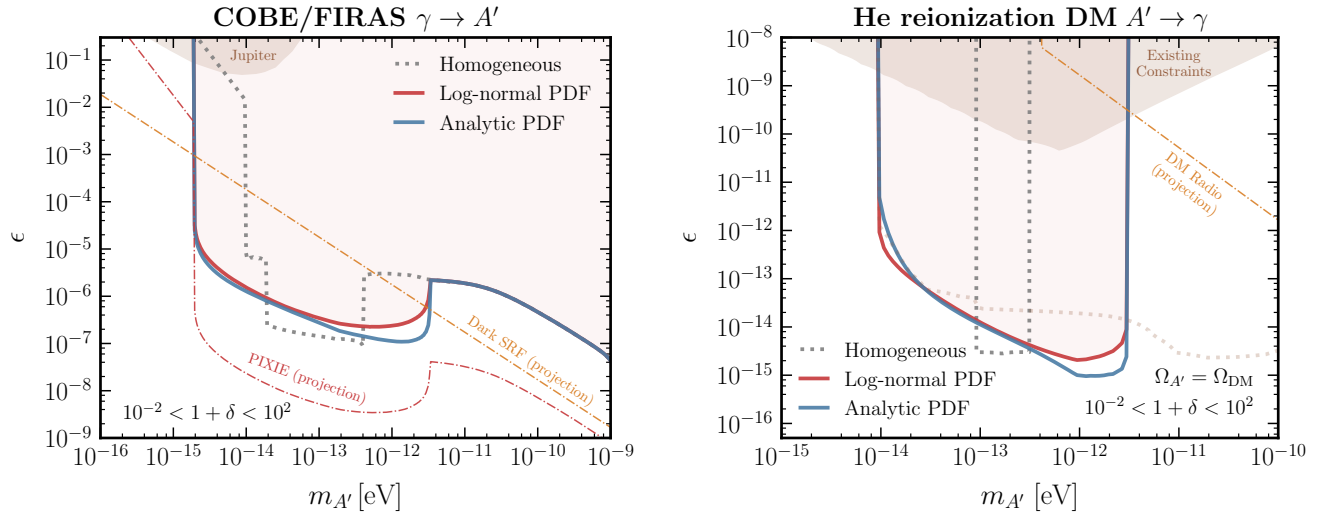 COBE/FIRAS γ → A′
ϵ
10⁻¹
10⁻²
10⁻³
10⁻⁴
10⁻⁵
10⁻⁶
10⁻⁷
10⁻⁸
10⁻⁹
Jupiter
Homogeneous
Log-normal PDF
Analytic PDF
Dark SRF (projection)
PIXIE (projection)
10⁻² < 1 + δ < 10²
10⁻¹⁶ 10⁻¹⁵ 10⁻¹⁴ 10⁻¹³ 10⁻¹² 10⁻¹¹ 10⁻¹⁰ 10⁻⁹
m_A′ [eV]
He reionization DM A′ → γ
ϵ
10⁻⁸
10⁻⁹
10⁻¹⁰
10⁻¹¹
10⁻¹²
10⁻¹³
10⁻¹⁴
10⁻¹⁵
10⁻¹⁶
Existing
Constraints
DM Radio
(projection)
Homogeneous
Log-normal PDF
Analytic PDF
Ω_A′ = Ω_DM
10⁻² < 1 + δ < 10²
10⁻¹⁵ 10⁻¹⁴ 10⁻¹³ 10⁻¹² 10⁻¹¹ 10⁻¹⁰
m_A′ [eV]